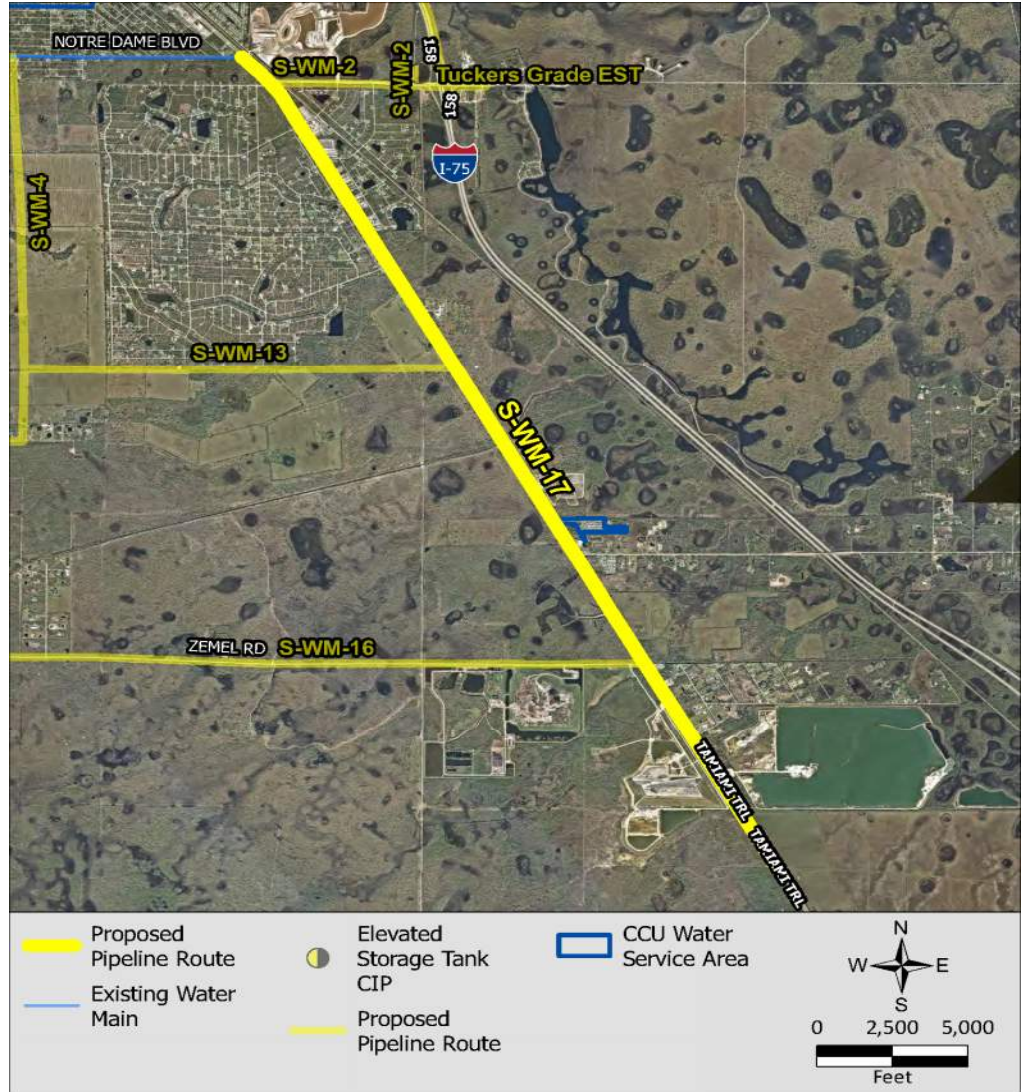 NOTRE DAME BLVD
S-WM-2
S-WM-2
158
158
Tuckers Grade EST
I-75
S-WM-4
S-WM-13
S-WM-17
ZEMEL RD
S-WM-16
TAMIAMI TRL
TAMIAMI TRL
Proposed
Pipeline Route
Existing Water
Main
Elevated
Storage Tank
CIP
Proposed
Pipeline Route
CCU Water
Service Area
N
W
E
S
0 2,500 5,000
Feet